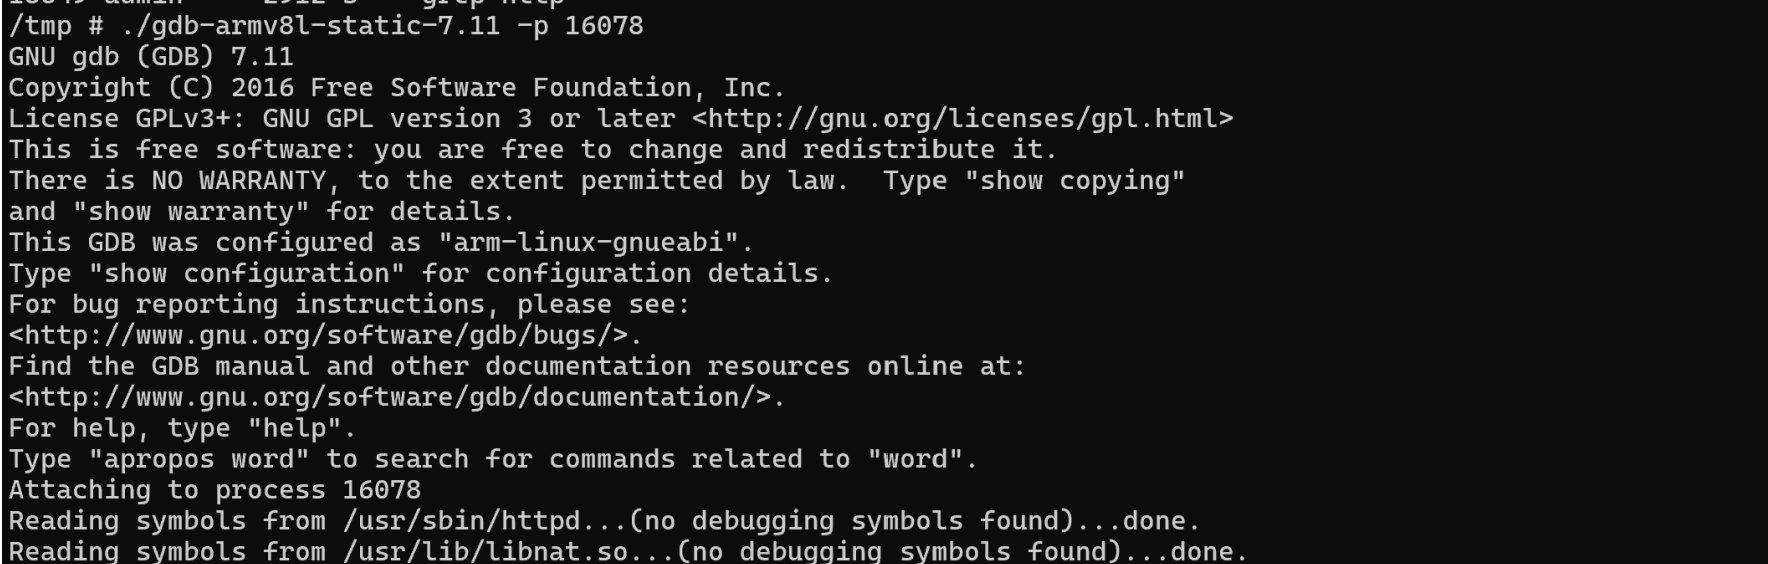 /tmp # ./gdb-armv8l-static-7.11 -p 16078
GNU gdb (GDB) 7.11
Copyright (C) 2016 Free Software Foundation, Inc.
License GPLv3+: GNU GPL version 3 or later <http://gnu.org/licenses/gpl.html>
This is free software: you are free to change and redistribute it.
There is NO WARRANTY, to the extent permitted by law.  Type "show copying"
and "show warranty" for details.
This GDB was configured as "arm-linux-gnueabi".
Type "show configuration" for configuration details.
For bug reporting instructions, please see:
<http://www.gnu.org/software/gdb/bugs/>.
Find the GDB manual and other documentation resources online at:
<http://www.gnu.org/software/gdb/documentation/>.
For help, type "help".
Type "apropos word" to search for commands related to "word".
Attaching to process 16078
Reading symbols from /usr/sbin/httpd...(no debugging symbols found)...done.
Reading symbols from /usr/lib/libnat.so...(no debugging symbols found)...done.